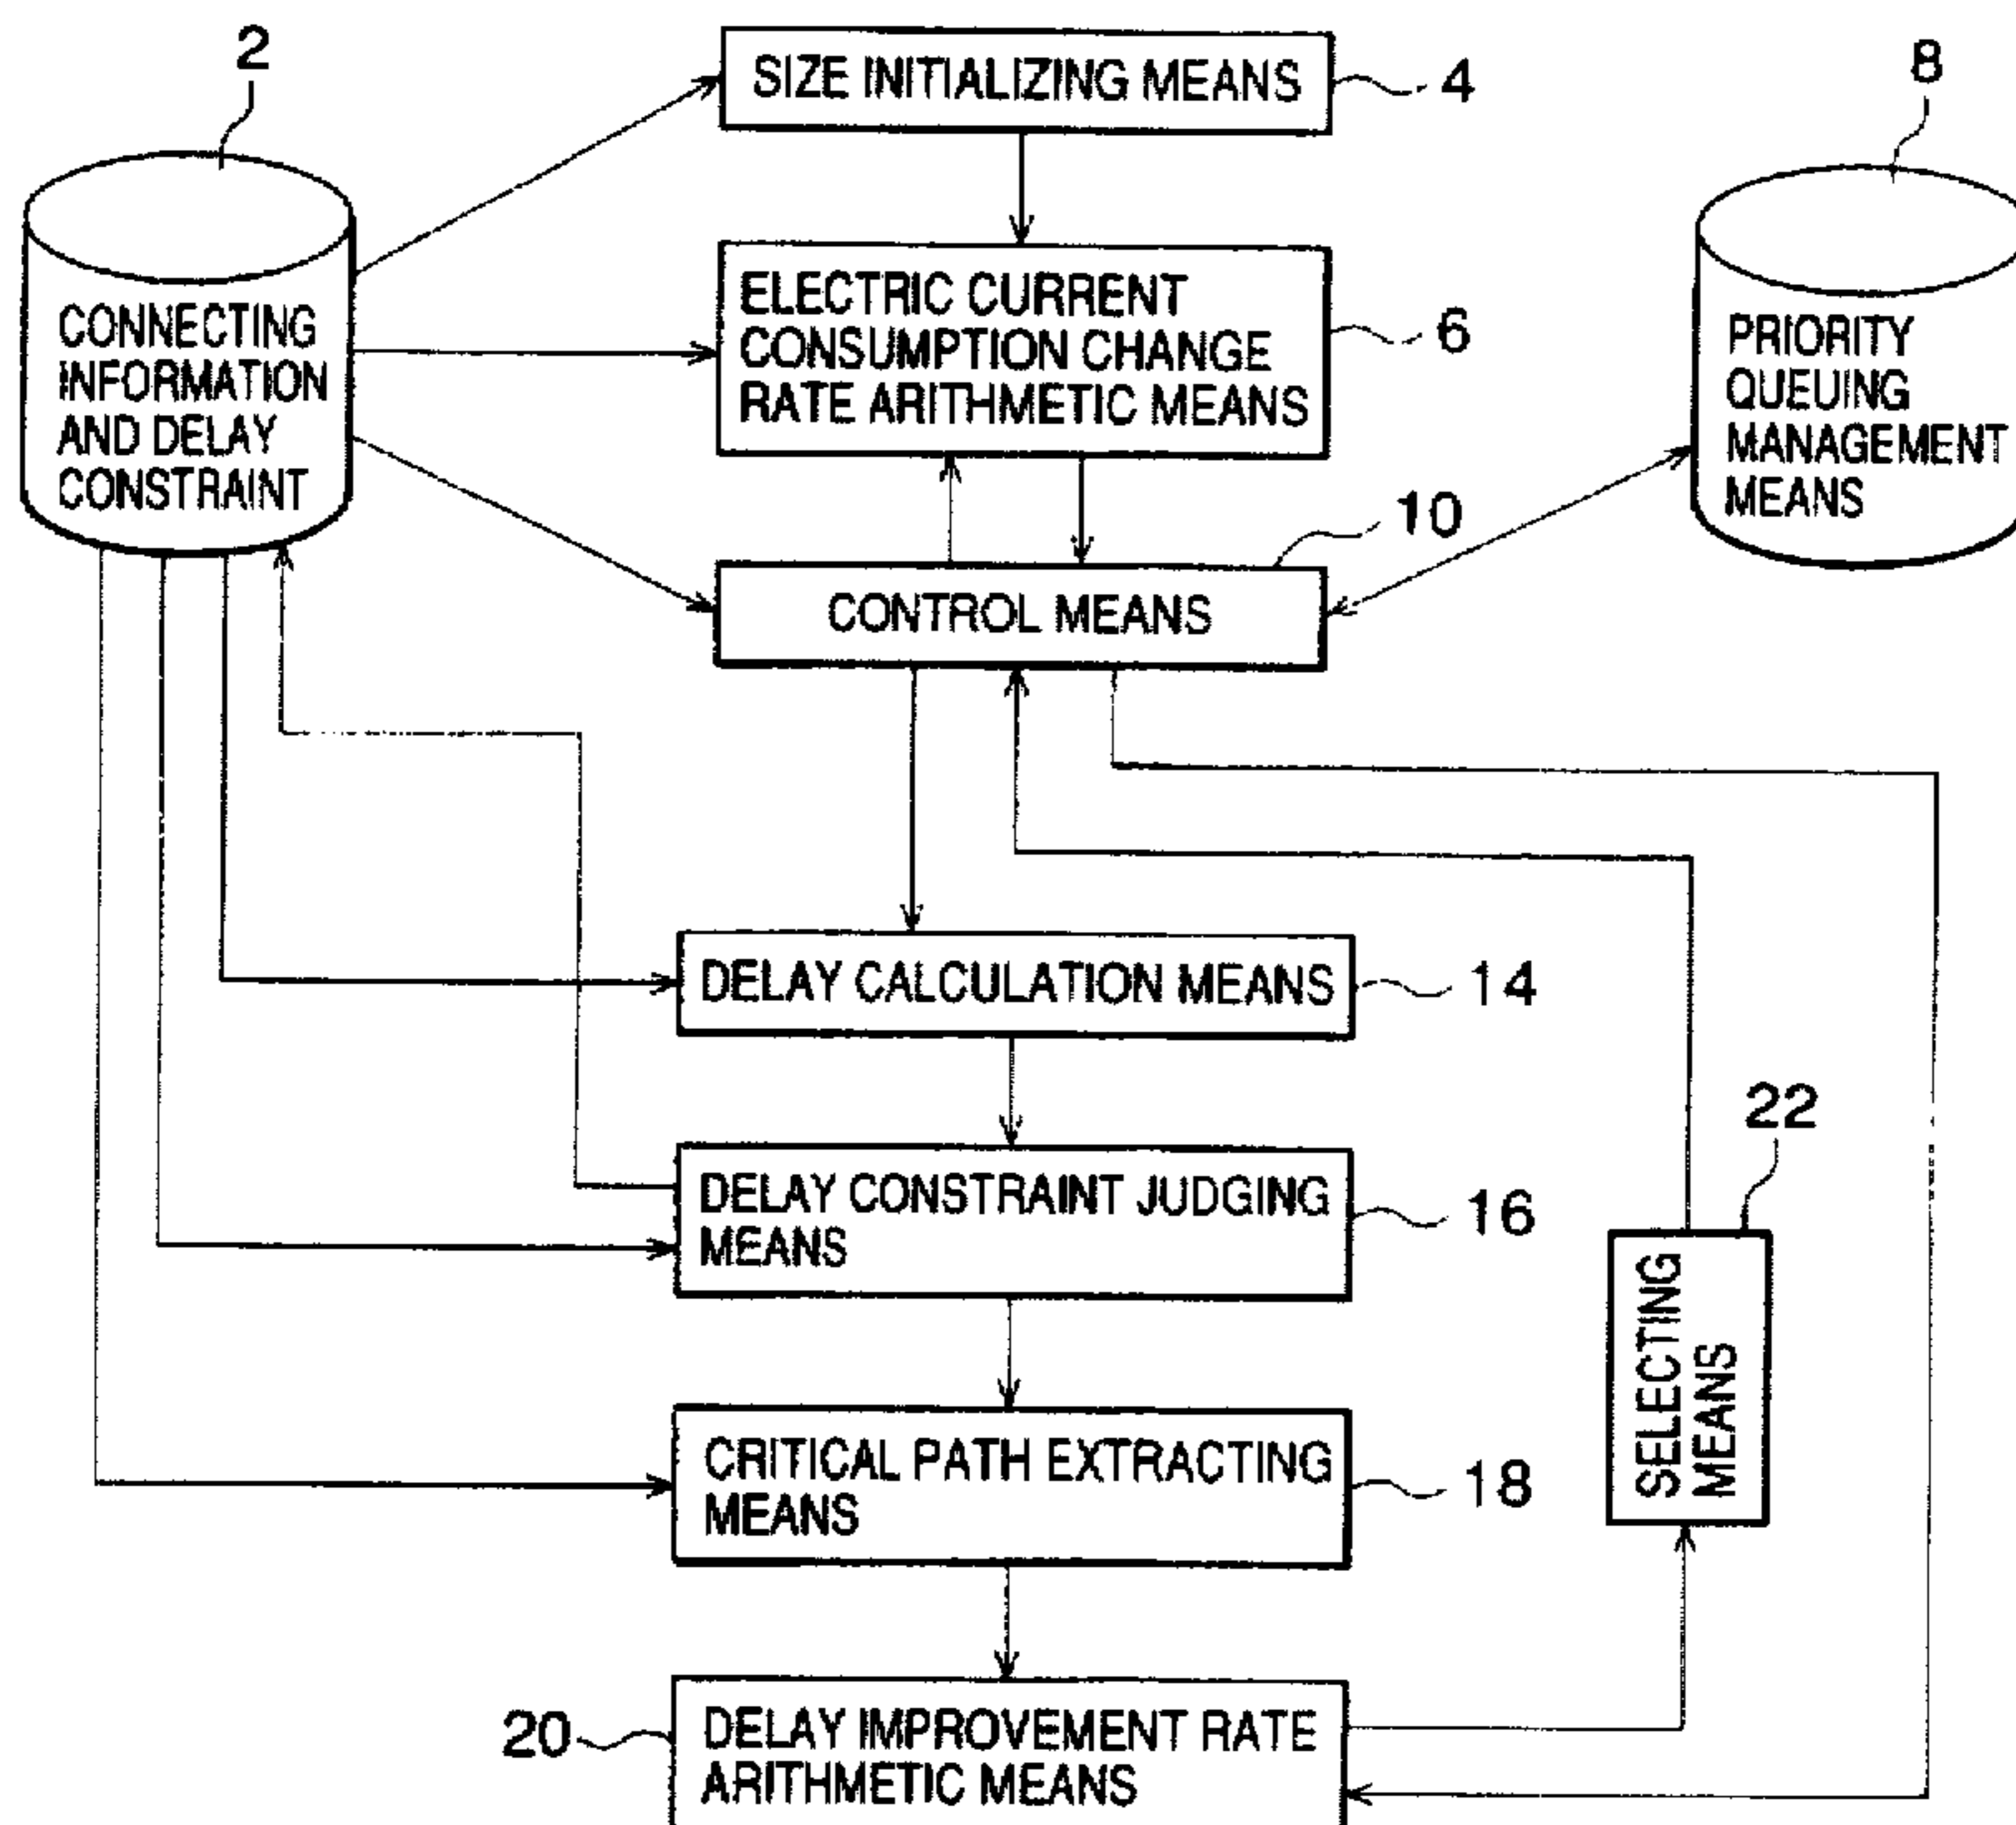 2
SIZE INITIALIZING MEANS
4
8
CONNECTING
INFORMATION
AND DELAY
CONSTRAINT
ELECTRIC CURRENT
CONSUMPTION CHANGE
RATE ARITHMETIC MEANS
6
PRIORITY
QUEUING
MANAGEMENT
MEANS
10
CONTROL MEANS
DELAY CALCULATION MEANS
14
DELAY CONSTRAINT JUDGING
MEANS
16
22
SELECTING
MEANS
CRITICAL PATH EXTRACTING
MEANS
18
20
DELAY IMPROVEMENT RATE
ARITHMETIC MEANS